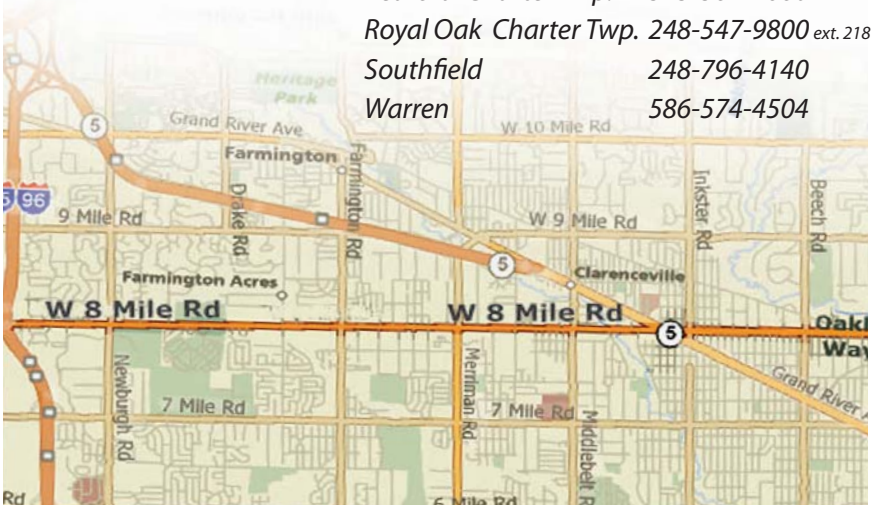 Royal Oak Charter Twp. 248-547-9800 ext. 218
Southfield 248-796-4140
Warren 586-574-4504
Heritage
Park
5
Grand River Ave
W 10 Mile Rd
Farmington
Farmington Rd
Drake Rd
Inkster Rd
Beech Rd
96
9 Mile Rd
W 9 Mile Rd
5
Clarenceville
Farmington Acres
W 8 Mile Rd
W 8 Mile Rd
5
Way
Newburgh Rd
Merriman Rd
Grand River
7 Mile Rd
7 Mile Rd
Middlebelt R
6 Mile Rd
Rd